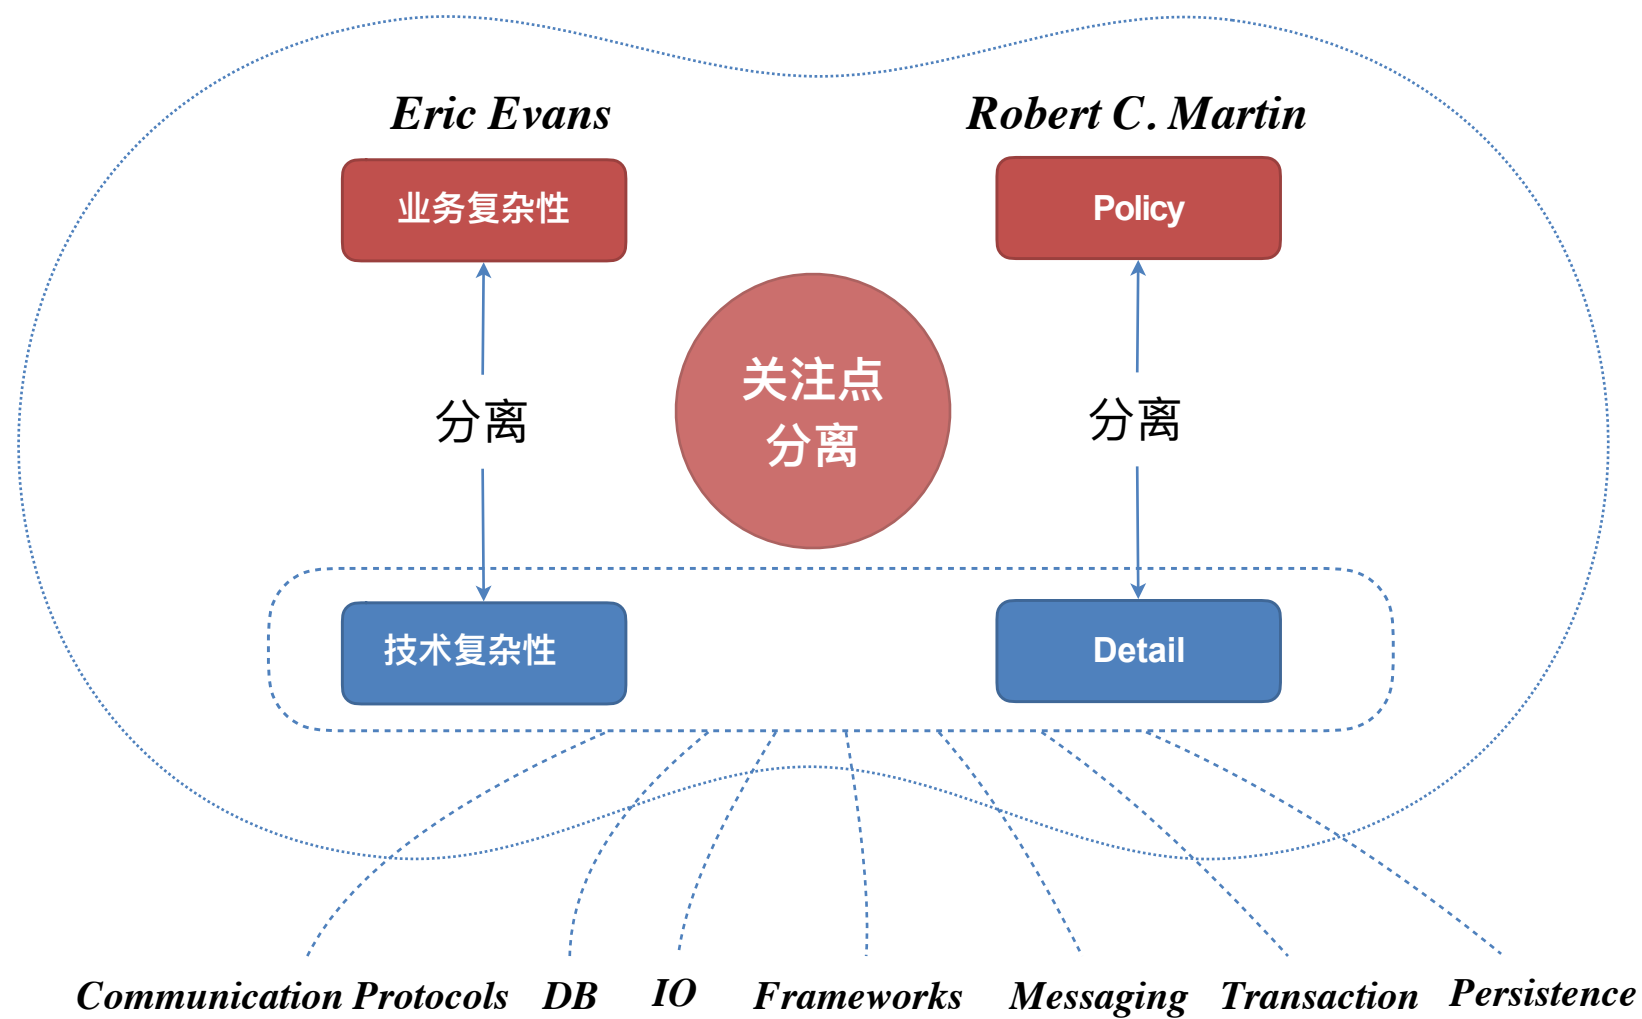 Eric Evans
Robert C. Martin
业务复杂性
Policy
关注点
分离
分离
分离
技术复杂性
Detail
Communication Protocols
DB
IO
Frameworks
Messaging
Transaction
Persistence